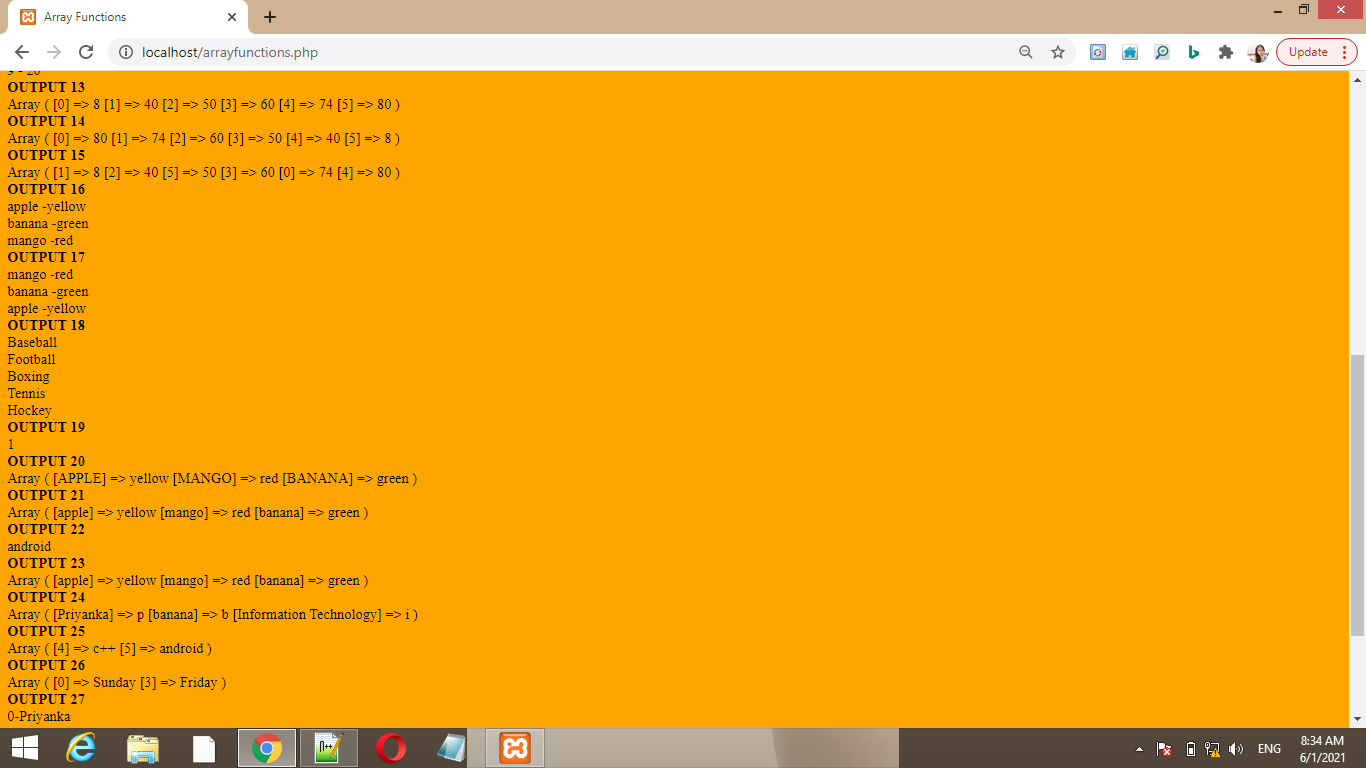 Array Functions
localhost/arrayfunctions.php
Update
9 - 20
OUTPUT 13
Array ( [0] => 8 [1] => 40 [2] => 50 [3] => 60 [4] => 74 [5] => 80 )
OUTPUT 14
Array ( [0] => 80 [1] => 74 [2] => 60 [3] => 50 [4] => 40 [5] => 8 )
OUTPUT 15
Array ( [1] => 8 [2] => 40 [5] => 50 [3] => 60 [0] => 74 [4] => 80 )
OUTPUT 16
apple -yellow
banana -green
mango -red
OUTPUT 17
mango -red
banana -green
apple -yellow
OUTPUT 18
Baseball
Football
Boxing
Tennis
Hockey
OUTPUT 19
1
OUTPUT 20
Array ( [APPLE] => yellow [MANGO] => red [BANANA] => green )
OUTPUT 21
Array ( [apple] => yellow [mango] => red [banana] => green )
OUTPUT 22
android
OUTPUT 23
Array ( [apple] => yellow [mango] => red [banana] => green )
OUTPUT 24
Array ( [Priyanka] => p [banana] => b [Information Technology] => i )
OUTPUT 25
Array ( [4] => c++ [5] => android )
OUTPUT 26
Array ( [0] => Sunday [3] => Friday )
OUTPUT 27
0-Priyanka
ENG
8:34 AM
6/1/2021